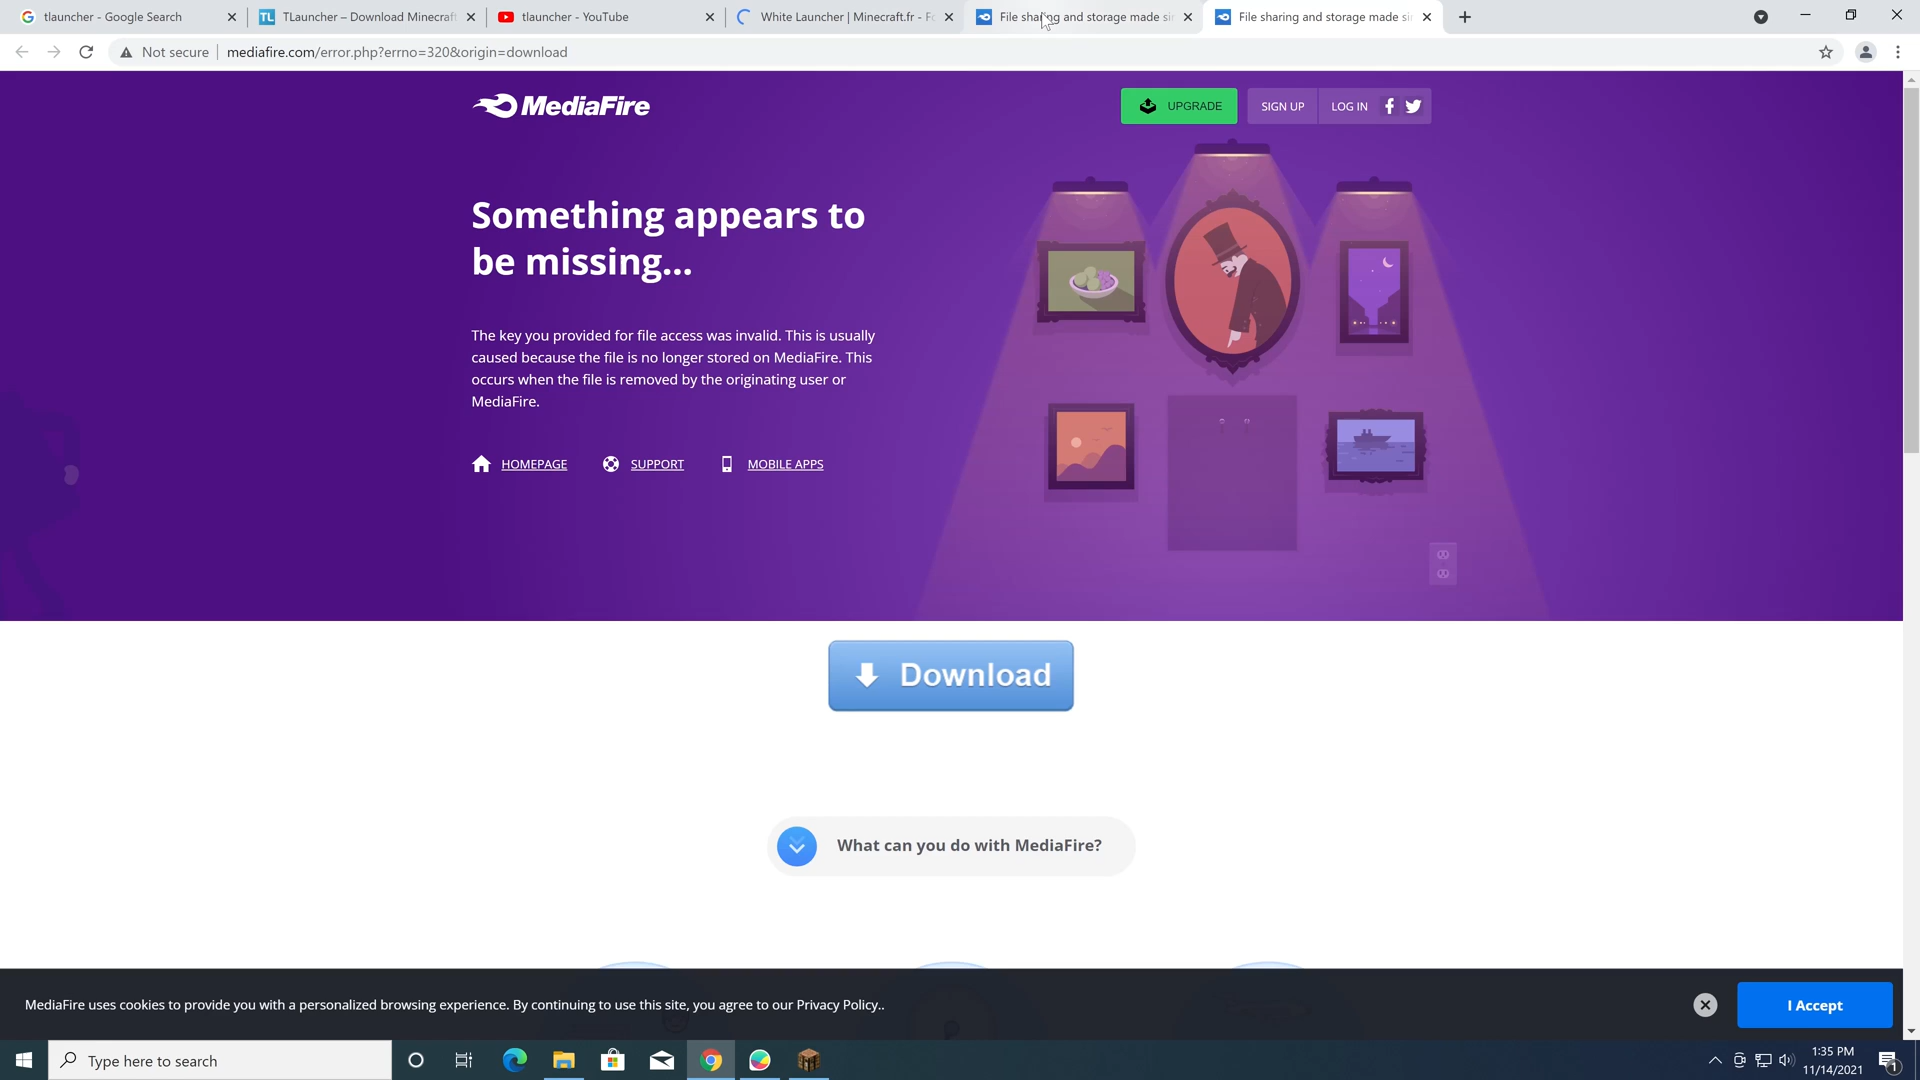 tlauncher - Google Search
TLauncher – Download Minecraft
tlauncher - YouTube
White Launcher | Minecraft.fr - Fo
File sharing and storage made si
File sharing and storage made si
Not secure
mediafire.com/error.php?errno=320&origin=download
MediaFire
UPGRADE
SIGN UP
LOG IN
Something appears to
be missing...
The key you provided for file access was invalid. This is usually
caused because the file is no longer stored on MediaFire. This
occurs when the file is removed by the originating user or
MediaFire.
HOMEPAGE
SUPPORT
MOBILE APPS
Download
What can you do with MediaFire?
MediaFire uses cookies to provide you with a personalized browsing experience. By continuing to use this site, you agree to our Privacy Policy..
I Accept
Type here to search
1:35 PM
11/14/2021
1